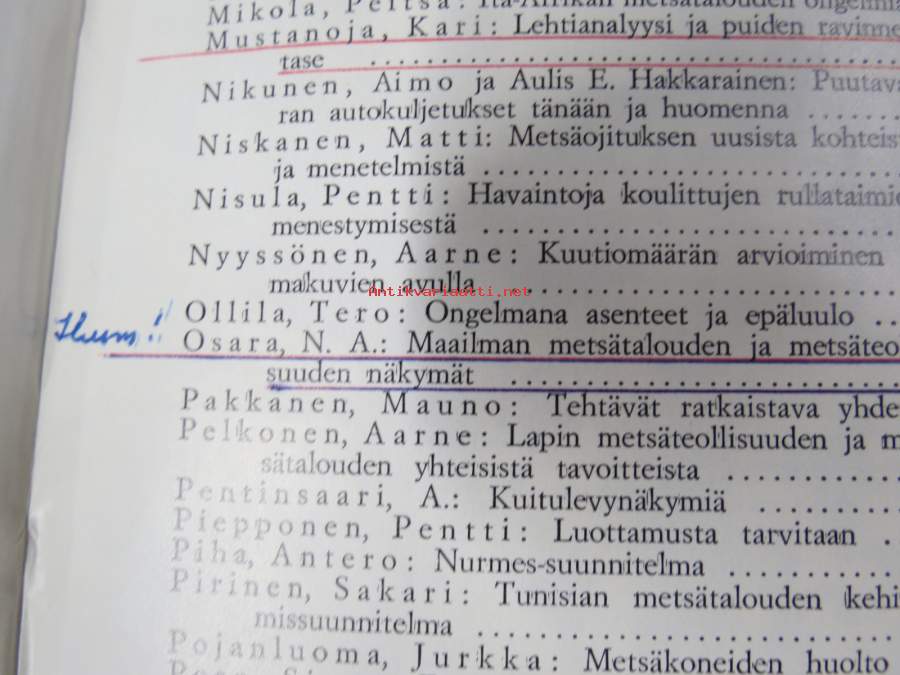 Mikola, Peitsa: Itä-Afrikan metsätalouden
Mustanoja, Kari: Lehtianalyysi ja puiden ravinne
tase ..........
Nikunen, Aimo ja Aulis E. Hakkarainen: Puutava
ran autokuljetukset tänään ja huomenna ........
Niskanen, Matti: Metsäojituksen uusista kohteis
ja menetelmistä ..........
Nisula, Pentti: Havaintoja koulittujen rullataimie
menestymisestä ..........
Nyyssönen, Aarne: Kuutiomäärän arvioiminen
makuvien avulla ..........
Antikvariaatti.net
Ollila, Tero: Ongelmana asenteet ja epäluulo ..
Osara, N. A.: Maailman metsätalouden ja metsäteo
suuden näkymät ..........
Pakkanen, Mauno: Tehtävät ratkaistava yhde
Pelkonen, Aarne: Lapin metsäteollisuuden ja m
sätalouden yhteisistä tavoitteista ..........
Pentinsaari, A.: Kuitulevynäkymiä ..........
Piepponen, Pentti: Luottamusta tarvitaan ..
Piha, Antero: Nurmes-suunnitelma ..........
Pirinen, Sakari: Tunisian metsätalouden kehi
missuunnitelma ..........
Pojanluoma, Jurkka: Metsäkoneiden huolto